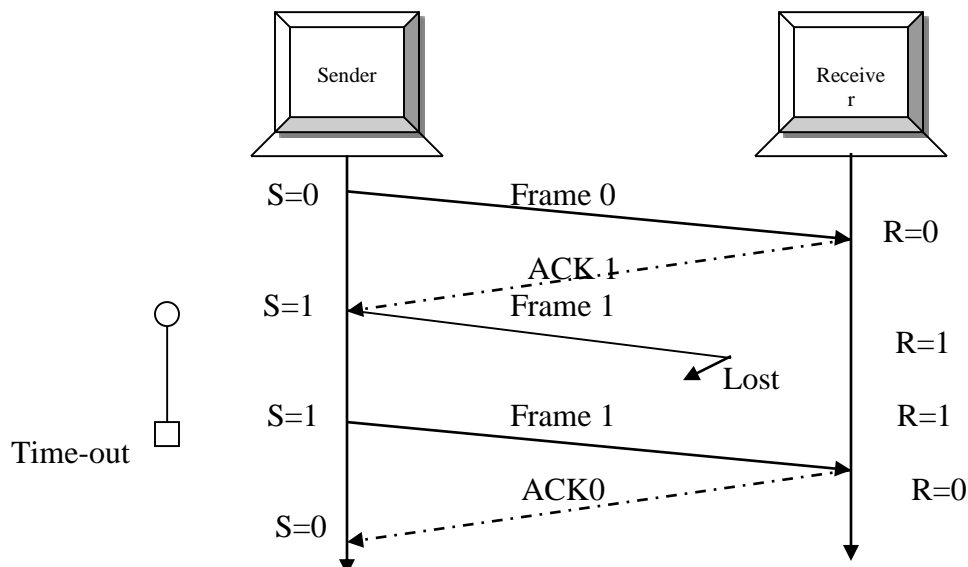 Sender
Receive
r
S=0
Frame 0
R=0
ACK 1
S=1
Frame 1
R=1
Lost
S=1
Frame 1
R=1
Time-out
ACK0
R=0
S=0